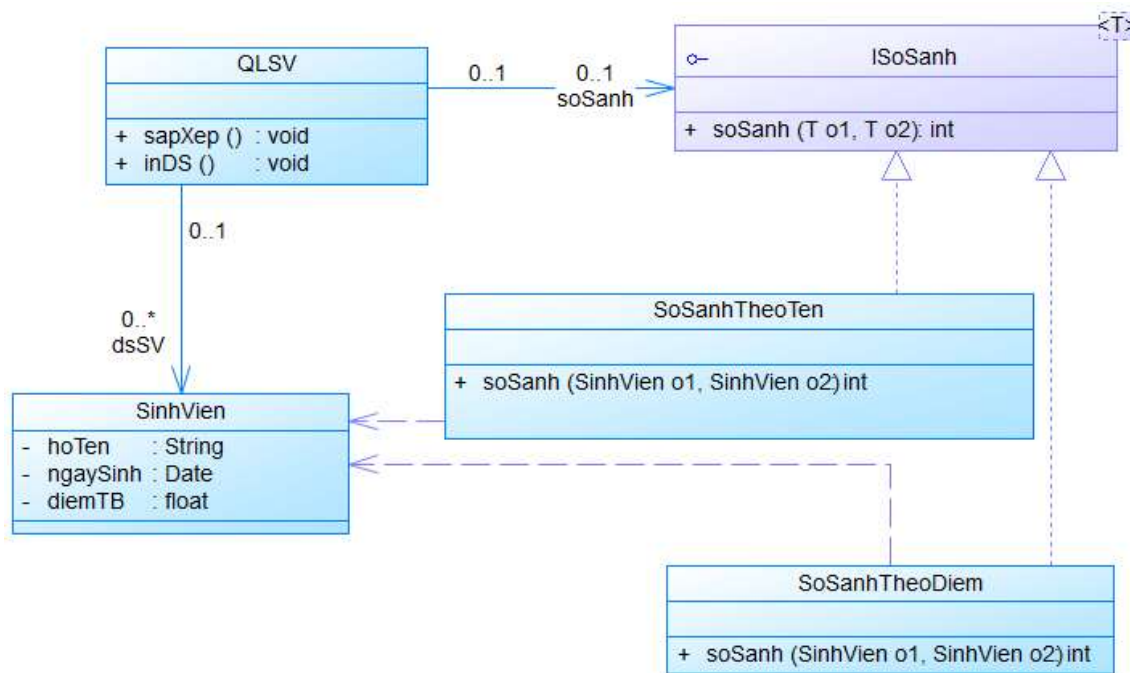 QLSV
+ sapXep () : void
+ inDS () : void
0..1
0..1
soSanh
<T>
ISoSanh
+ soSanh (T o1, T o2): int
0..1
0..*
dsSV
SoSanhTheoTen
+ soSanh (SinhVien o1, SinhVien o2) int
SinhVien
- hoTen : String
- ngaySinh : Date
- diemTB : float
SoSanhTheoDiem
+ soSanh (SinhVien o1, SinhVien o2) int